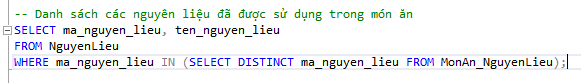 -- Danh sách các nguyên liệu đã được sử dụng trong món ăn
SELECT ma_nguyen_lieu, ten_nguyen_lieu
FROM NguyenLieu
WHERE ma_nguyen_lieu IN (SELECT DISTINCT ma_nguyen_lieu FROM MonAn_NguyenLieu);